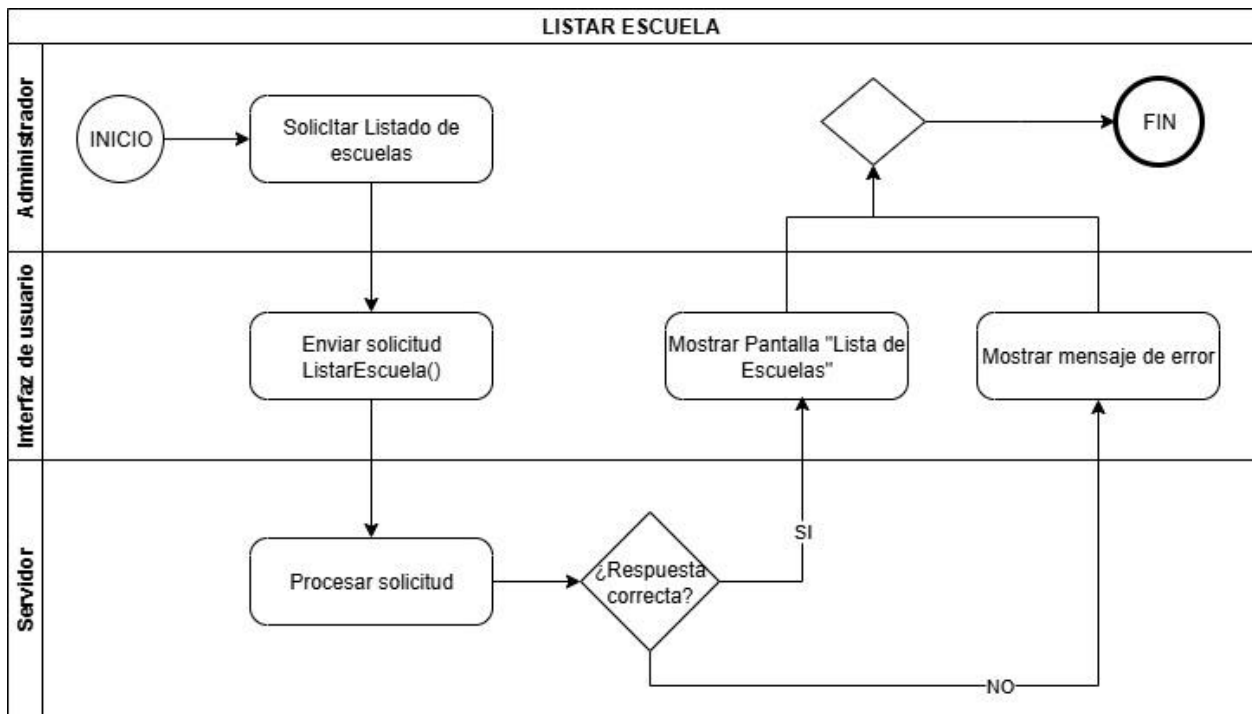 LISTAR ESCUELA
Administrador
INICIO
Soliciltar Listado de
escuelas
FIN
Interfaz de usuario
Enviar solicitud
ListarEscuela()
Mostrar Pantalla "Lista de
Escuelas"
Mostrar mensaje de error
Servidor
Procesar solicitud
¿Respuesta
correcta?
SI
NO